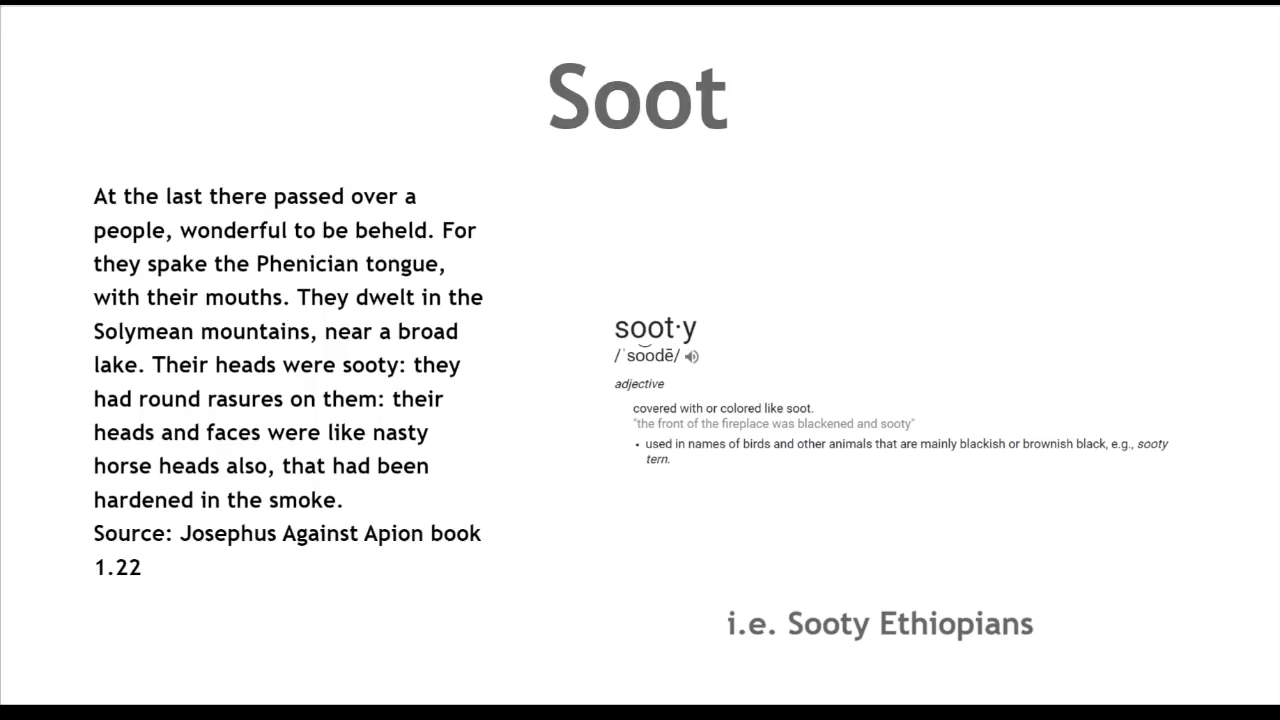 Soot
At the last there passed over a
people, wonderful to be beheld. For
they spake the Phenician tongue,
with their mouths. They dwelt in the
Solymean mountains, near a broad
lake. Their heads were sooty: they
had round rasures on them: their
heads and faces were like nasty
horse heads also, that had been
hardened in the smoke.
Source: Josephus Against Apion book
1.22
soot·y
/ˈso͝odē/
adjective
covered with or colored like soot.
"the front of the fireplace was blackened and sooty"
• used in names of birds and other animals that are mainly blackish or brownish black, e.g., sooty
tern.
i.e. Sooty Ethiopians